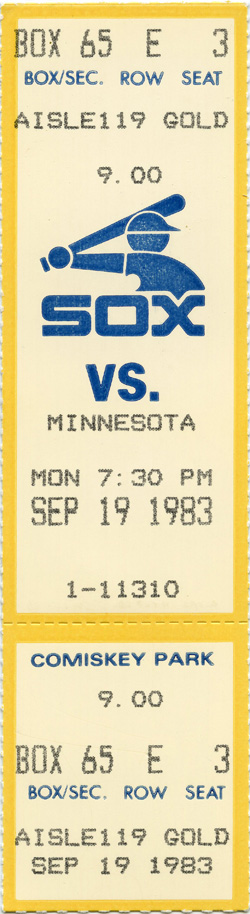 BOX 65 E 3
BOX/SEC. ROW SEAT
AISLE119 GOLD
9.00
SOX
VS.
MINNESOTA
MON 7:30 PM
SEP 19 1983
1-11310
COMISKEY PARK
9.00
BOX 65 E 3
BOX/SEC. ROW SEAT
AISLE119 GOLD
SEP 19 1983